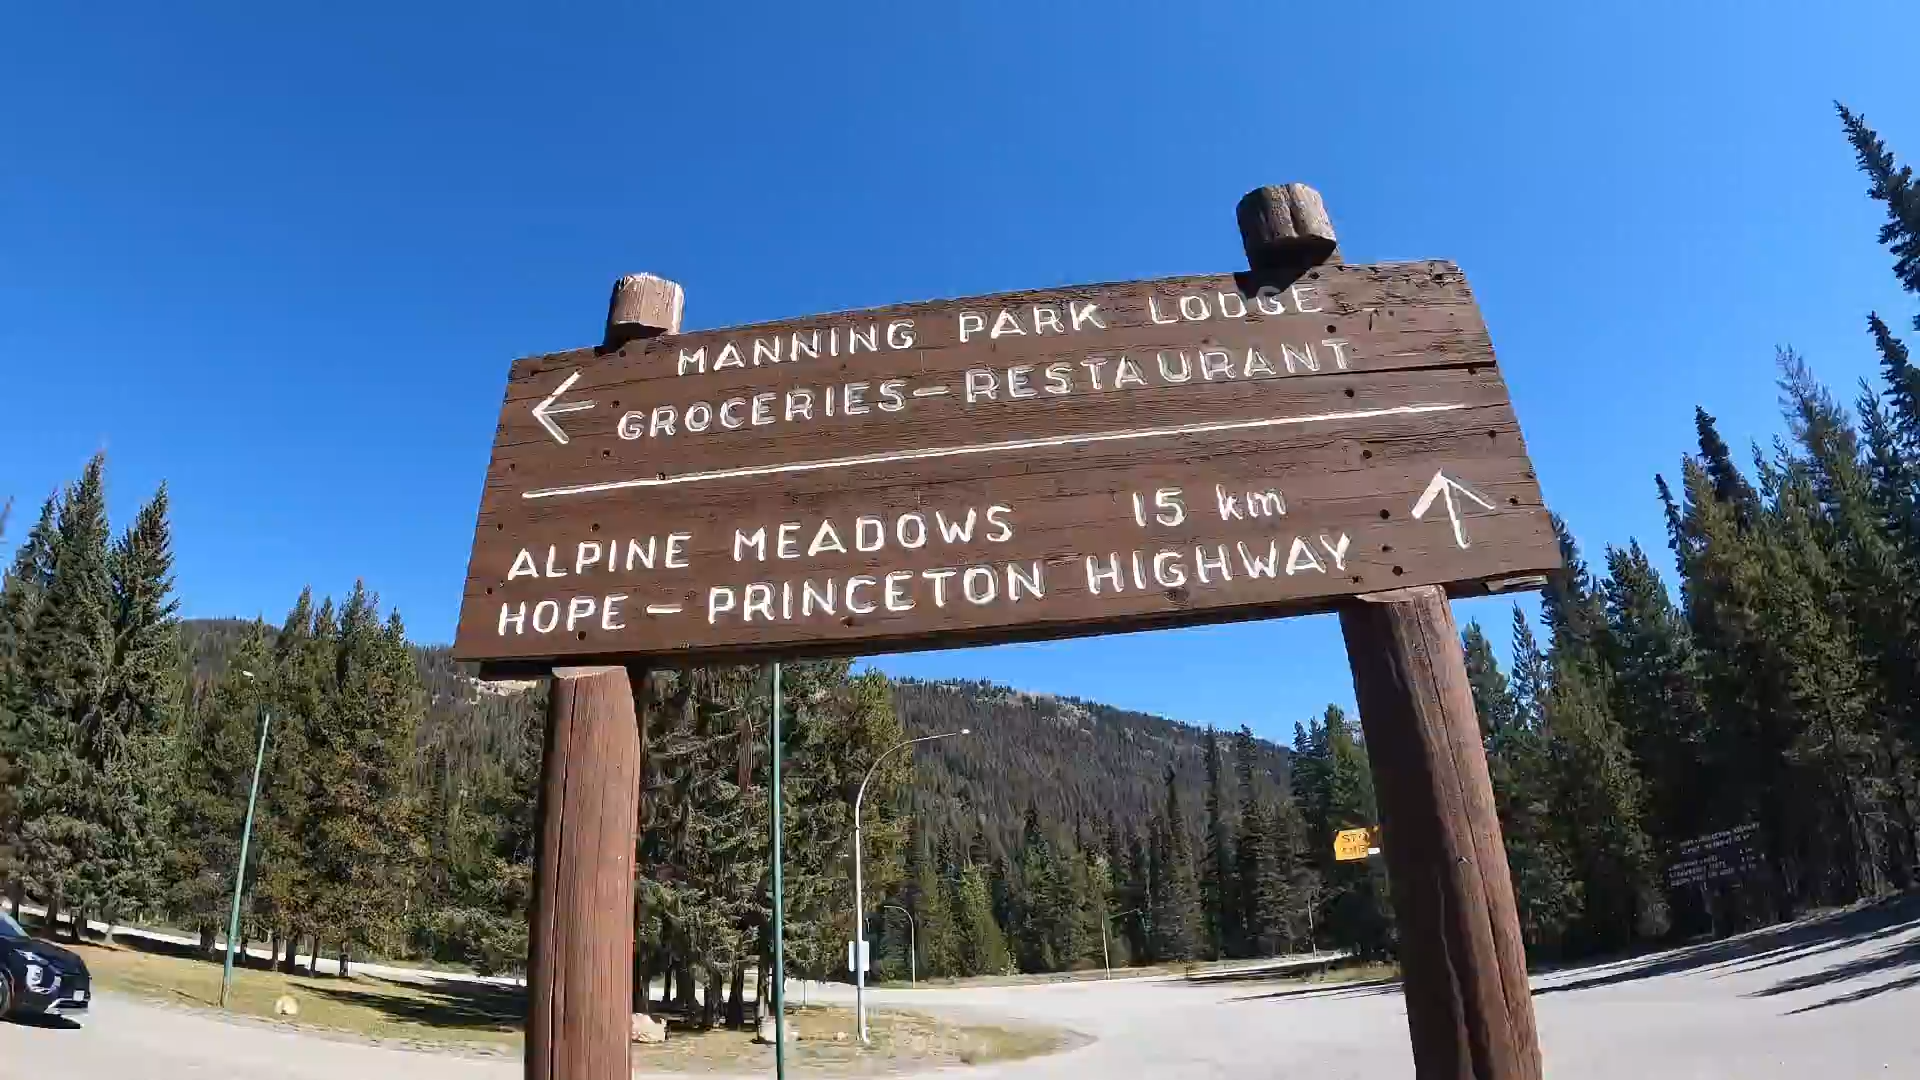 MANNING PARK LODGE
GROCERIES—RESTAURANT
ALPINE MEADOWS 15 km
HOPE — PRINCETON HIGHWAY